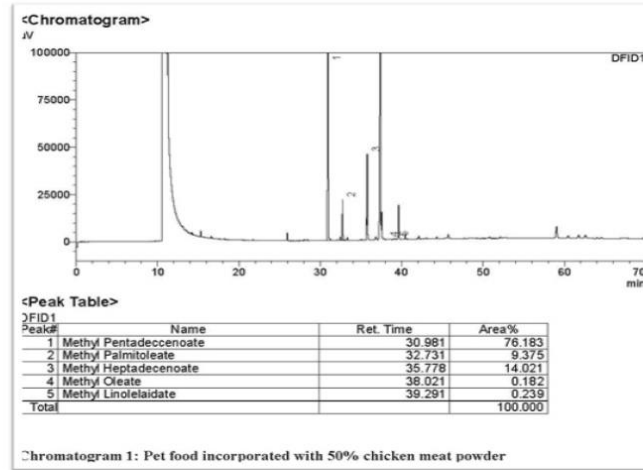 <Chromatogram>
uV
100000
DFID1
75000
50000
25000
0
1
2
3
0 10 20 30 40 50 60 70
min
<Peak Table>
DFID1
Peak# Name Ret. Time Area%
1 Methyl Pentadeccenoate 30.981 76.183
2 Methyl Palmitoleate 32.731 9.375
3 Methyl Heptadecenoate 35.778 14.021
4 Methyl Oleate 38.021 0.182
5 Methyl Linolelaidate 39.291 0.239
Total 100.000
Chromatogram 1: Pet food incorporated with 50% chicken meat powder